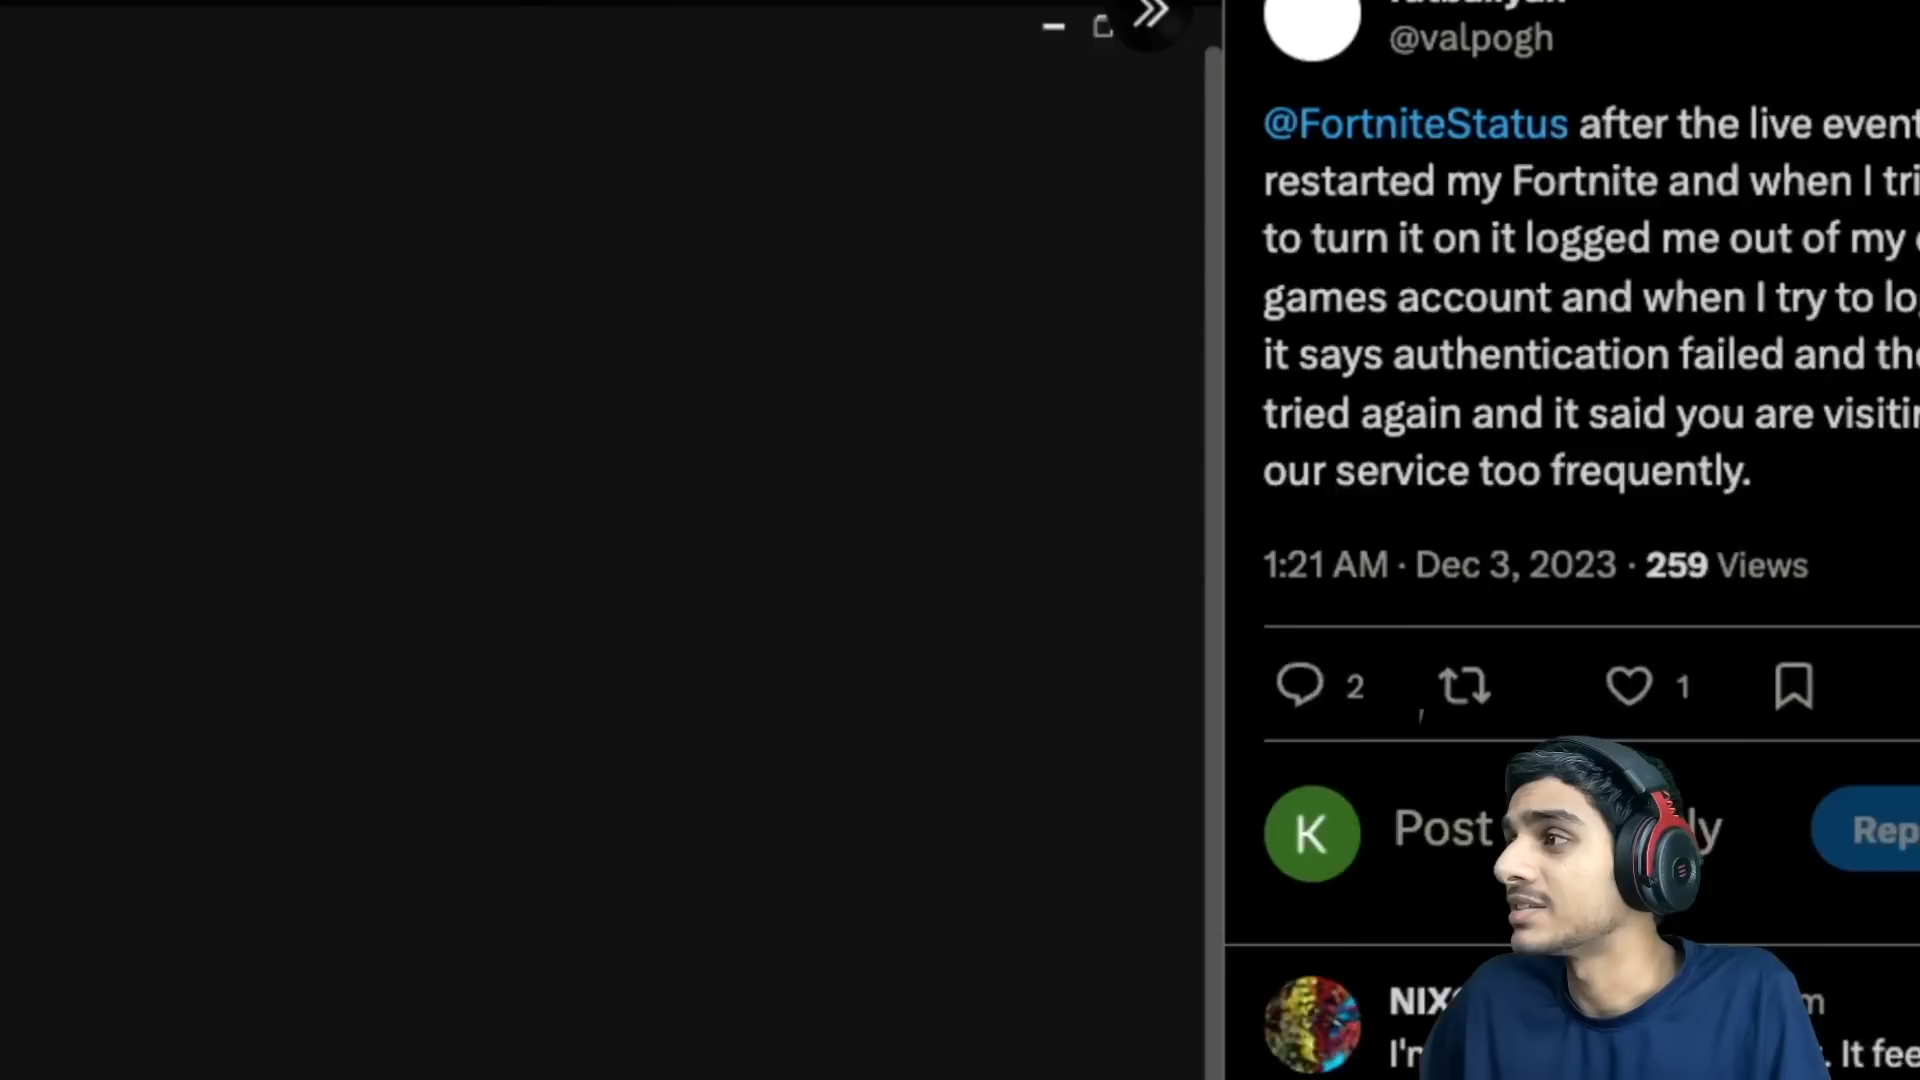 @valpogh
@FortniteStatus after the live event
restarted my Fortnite and when I tri
to turn it on it logged me out of my
games account and when I try to lo
it says authentication failed and the
tried again and it said you are visitin
our service too frequently.
1:21 AM · Dec 3, 2023 · 259 Views
2 1
K Post ly Rep
NIX m
I'm . It fee